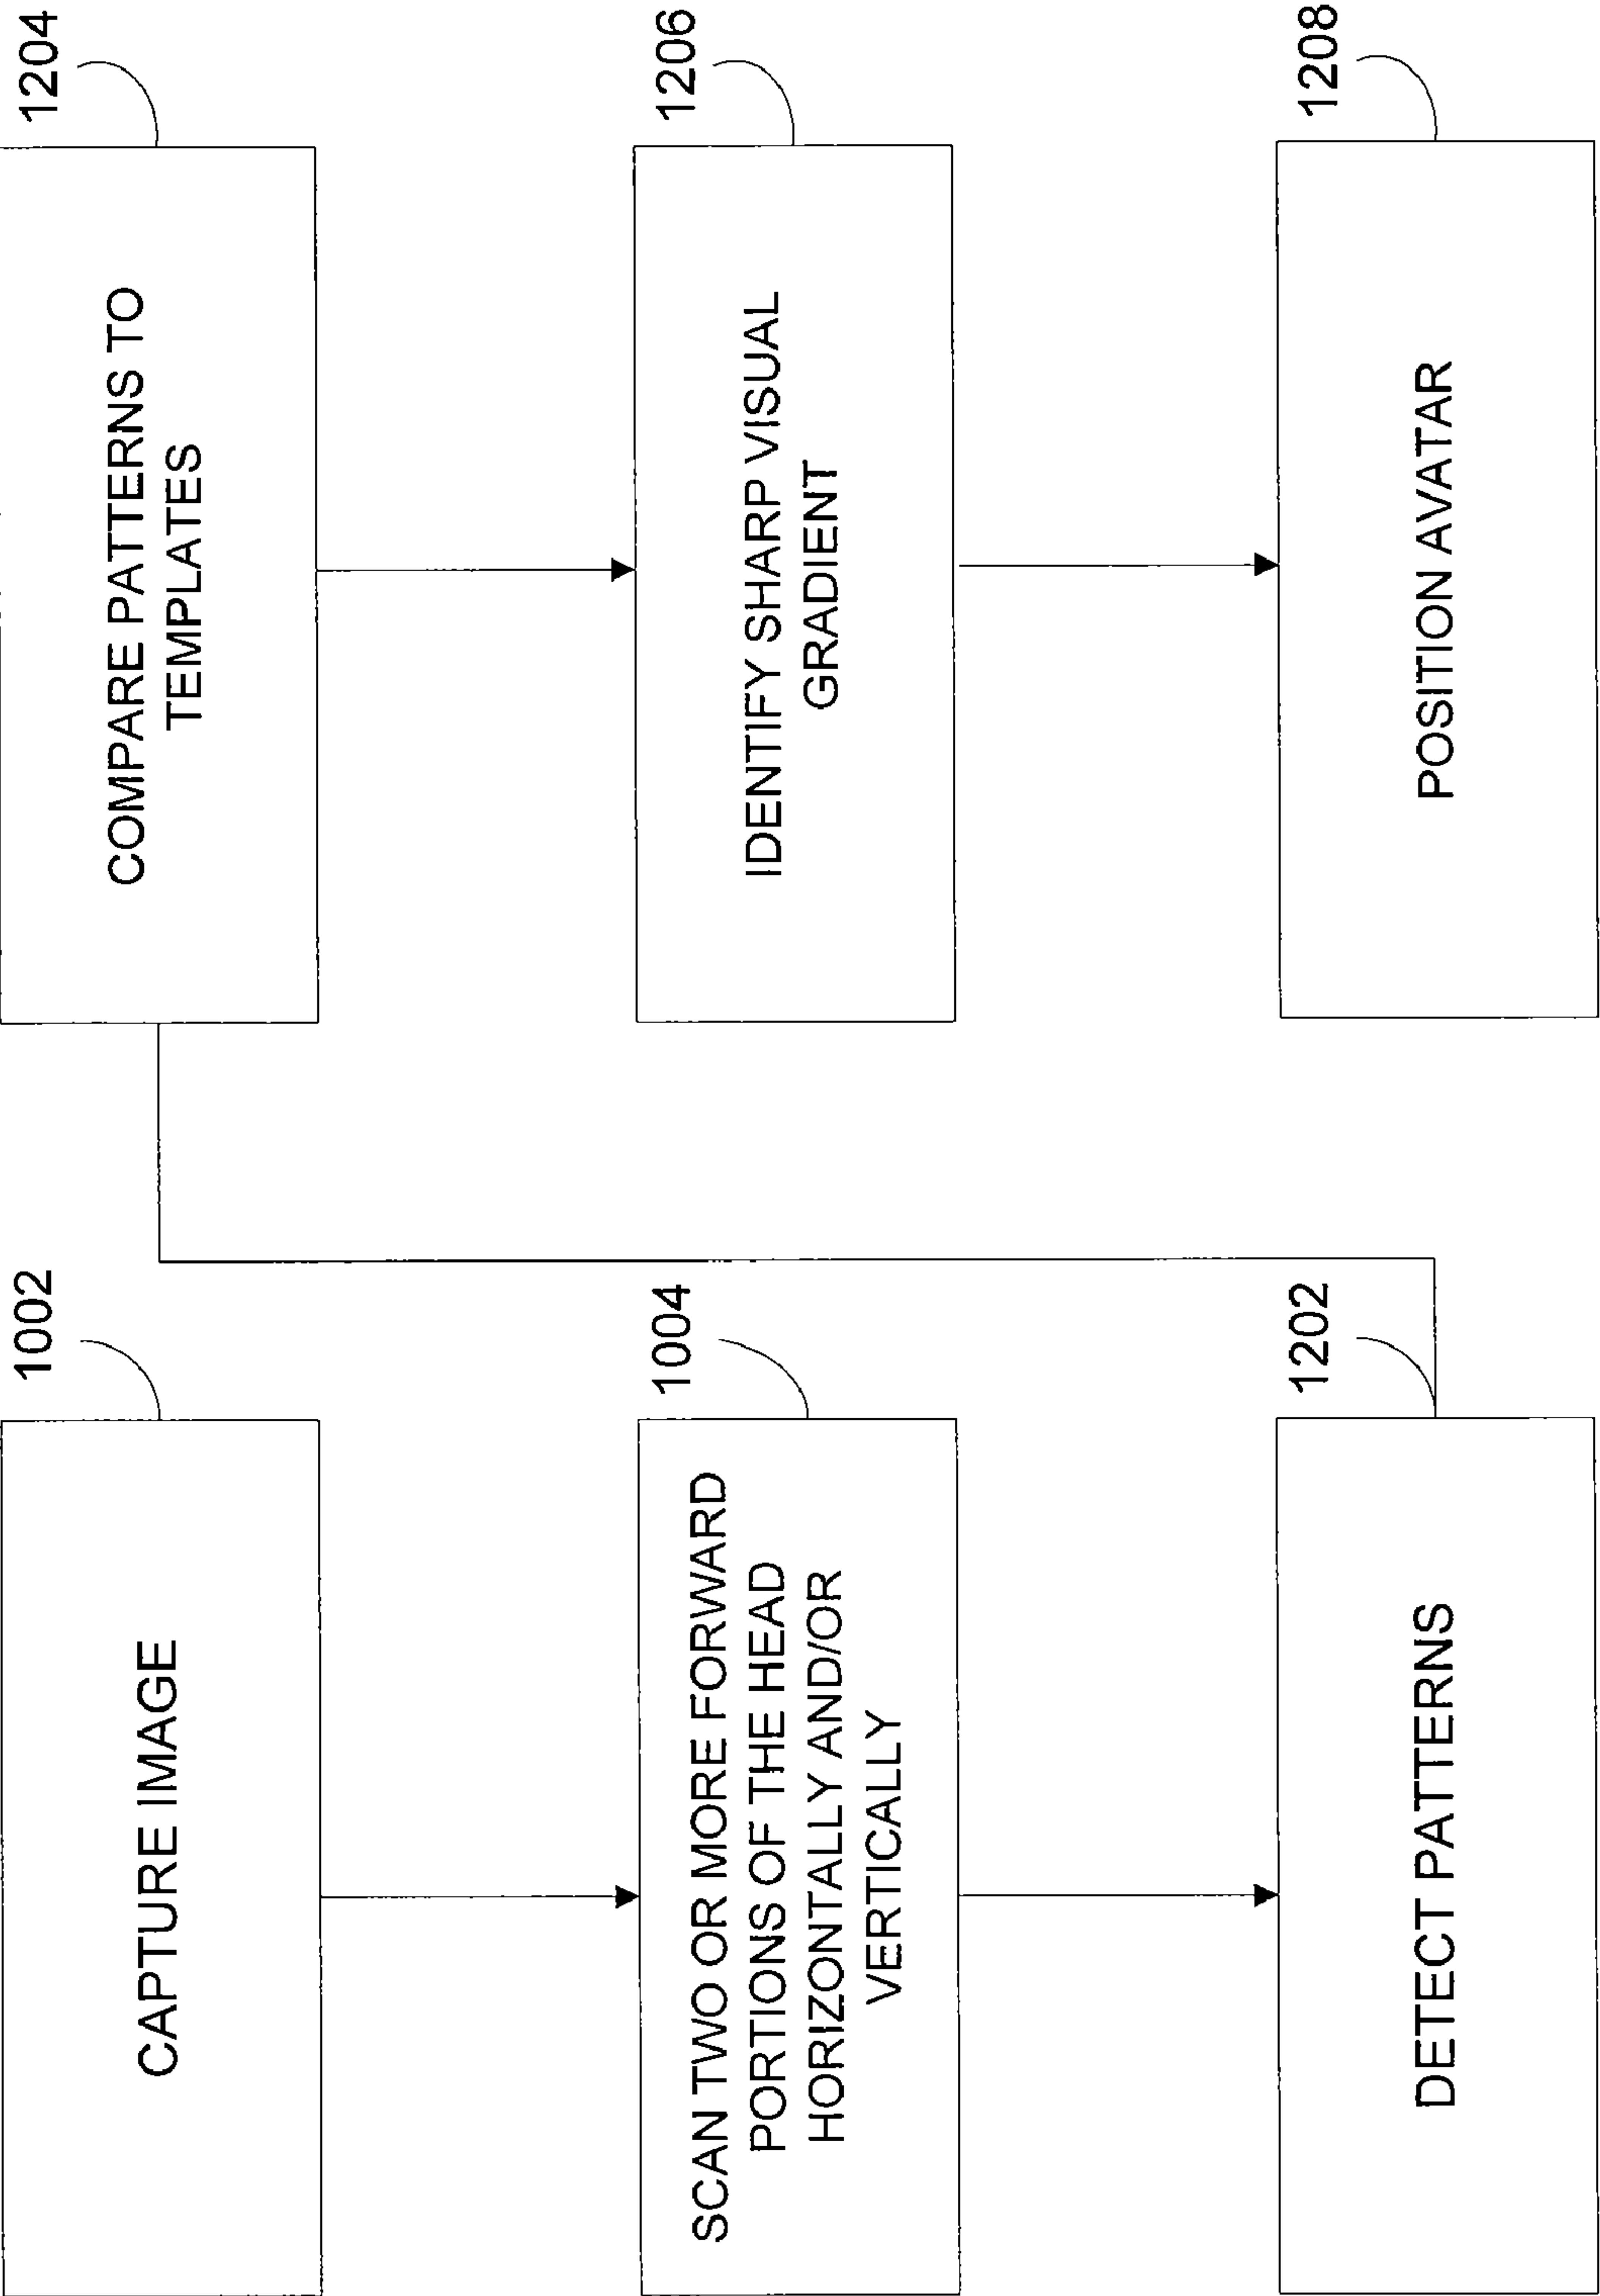 1002
CAPTURE IMAGE
1004
SCAN TWO OR MORE FORWARD
PORTIONS OF THE HEAD
HORIZONTALLY AND/OR
VERTICALLY
1202
DETECT PATTERNS
1204
COMPARE PATTERNS TO
TEMPLATES
1206
IDENTIFY SHARP VISUAL
GRADIENT
1208
POSITION AVATAR